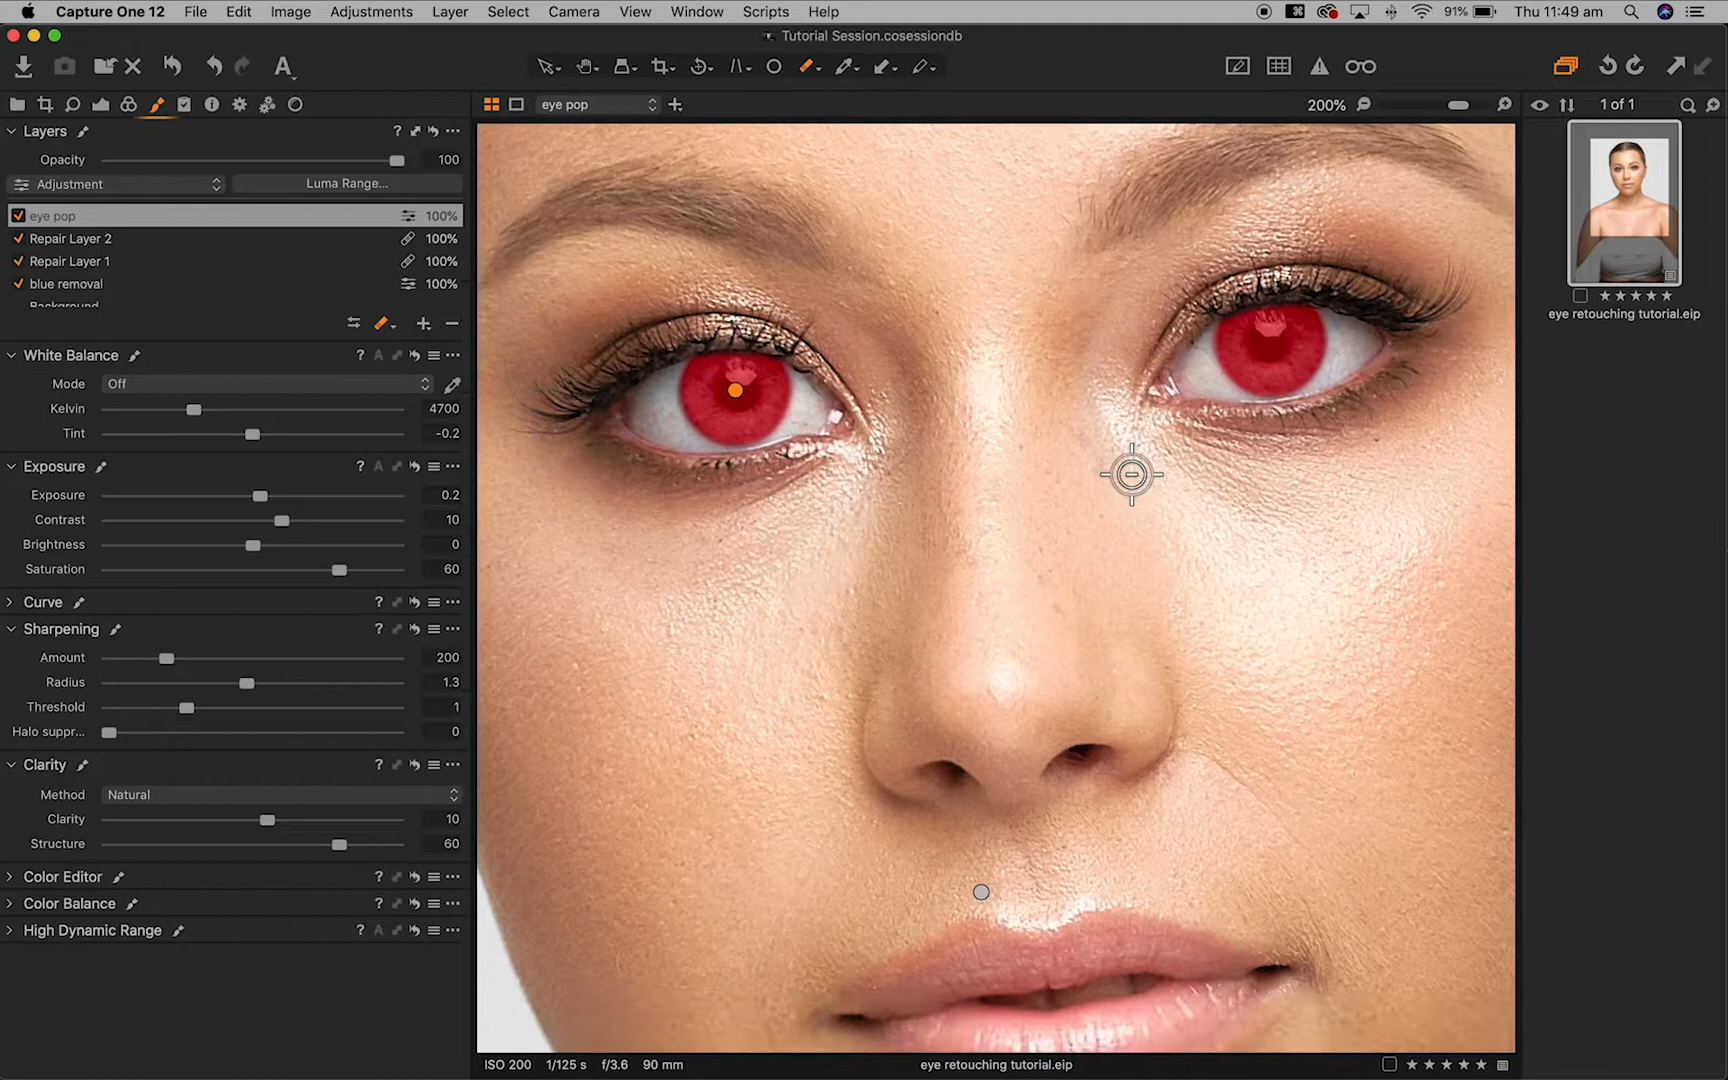 Capture One 12 File Edit Image Adjustments Layer Select Camera View Window Scripts Help 91% Thu 11:49 am
Tutorial Session.cosessiondb
eye pop 200% 1 of 1
Layers ?
Opacity 100
Adjustment Luma Range...
eye pop 100%
Repair Layer 2 100%
Repair Layer 1 100%
blue removal 100%
Background
White Balance ? A
Mode Off
Kelvin 4700
Tint -0.2
Exposure ? A
Exposure 0.2
Contrast 10
Brightness 0
Saturation 60
Curve ?
Sharpening ?
Amount 200
Radius 1.3
Threshold 1
Halo suppr... 0
Clarity ?
Method Natural
Clarity 10
Structure 60
Color Editor ?
Color Balance ?
High Dynamic Range ? A
eye retouching tutorial.eip
ISO 200 1/125 s f/3.6 90 mm eye retouching tutorial.eip